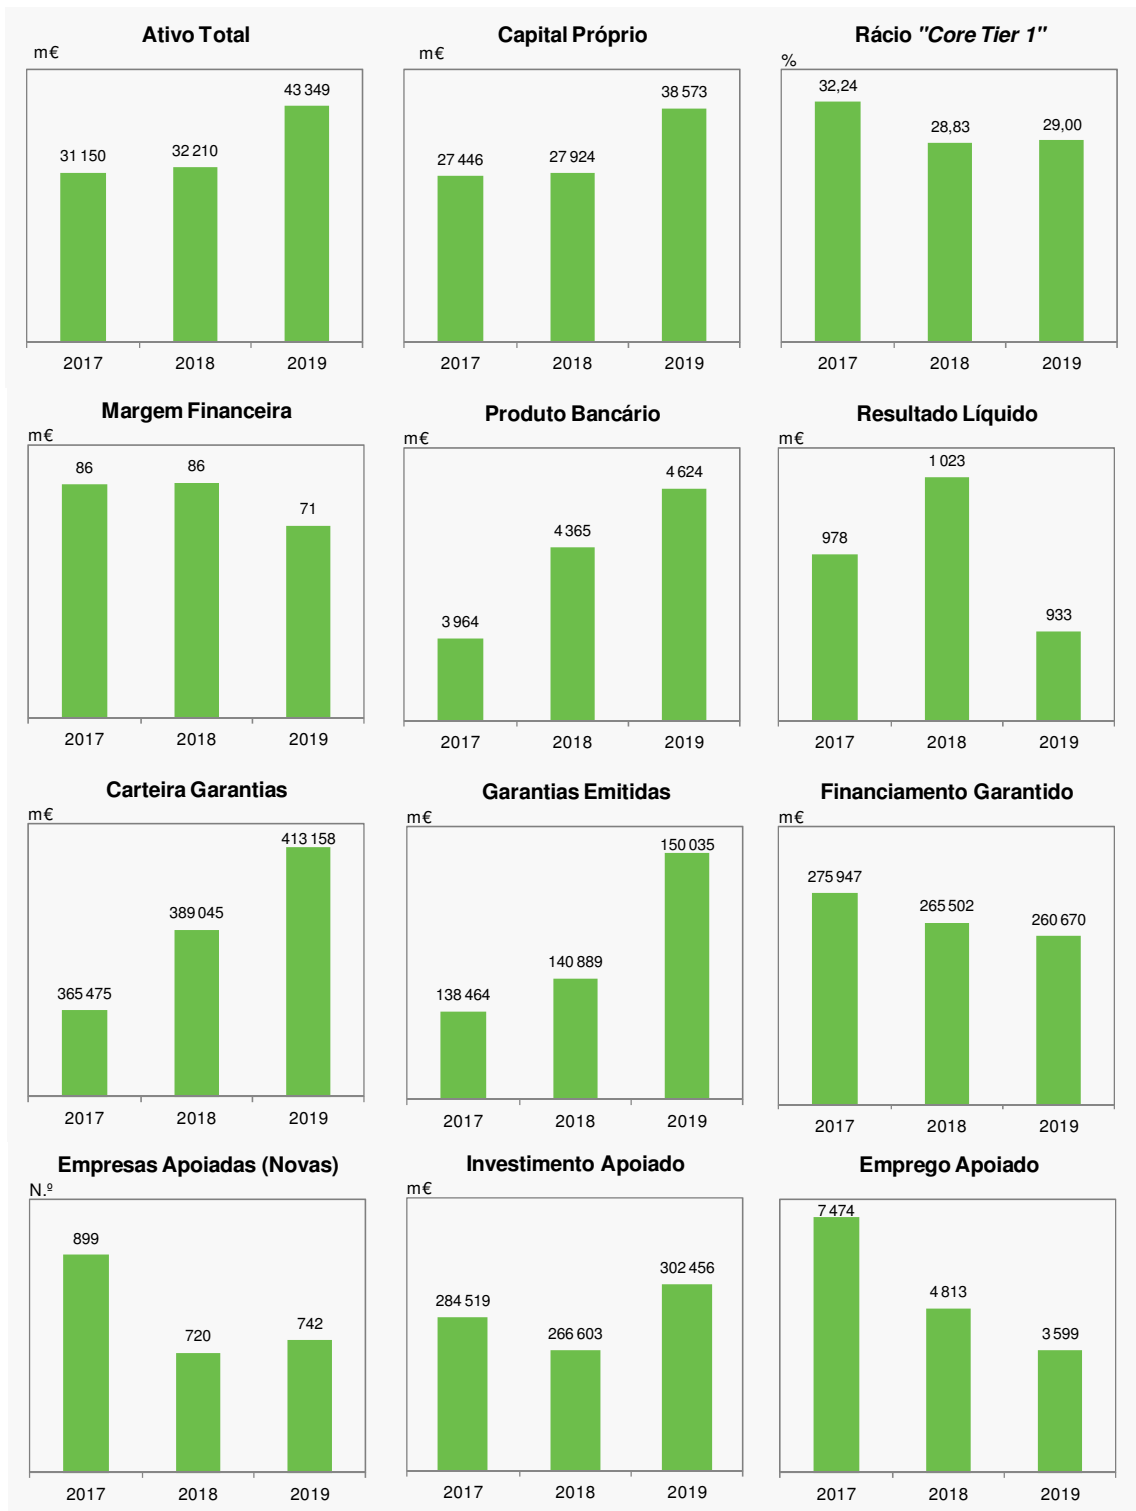 Ativo Total
m€
43 349
31 150
32 210
2017 2018 2019
Capital Próprio
m€
38 573
27 446
27 924
2017 2018 2019
Rácio "Core Tier 1"
%
32,24
28,83
29,00
2017 2018 2019
Margem Financeira
m€
86
86
71
2017 2018 2019
Produto Bancário
m€
4 624
4 365
3 964
2017 2018 2019
Resultado Líquido
m€
1 023
978
933
2017 2018 2019
Carteira Garantias
m€
413 158
389 045
365 475
2017 2018 2019
Garantias Emitidas
m€
150 035
140 889
138 464
2017 2018 2019
Financiamento Garantido
m€
275 947
265 502
260 670
2017 2018 2019
Empresas Apoiadas (Novas)
N.º
899
720
742
2017 2018 2019
Investimento Apoiado
m€
302 456
284 519
266 603
2017 2018 2019
Emprego Apoiado
7 474
4 813
3 599
2017 2018 2019